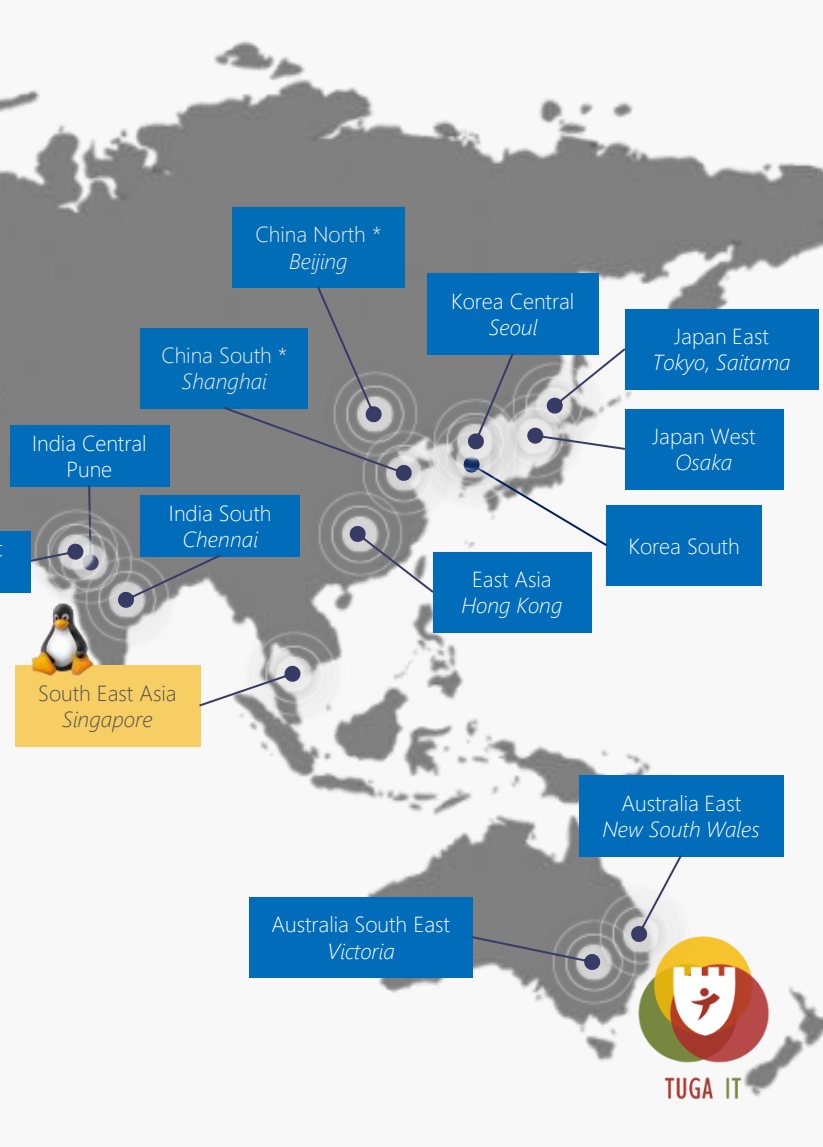 China North *
Beijing
Korea Central
Seoul
Japan East
Tokyo, Saitama
China South *
Shanghai
Japan West
Osaka
India Central
Pune
India South
Chennai
Korea South
East Asia
Hong Kong
South East Asia
Singapore
Australia East
New South Wales
Australia South East
Victoria
TUGA IT